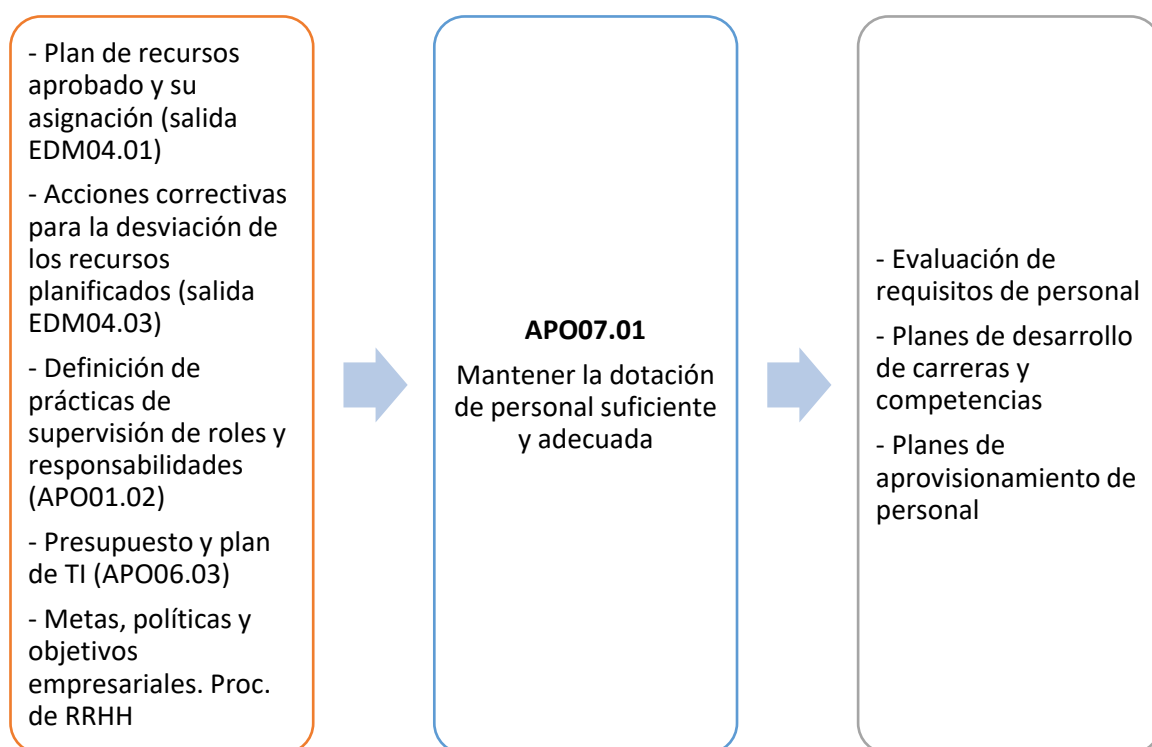 - Plan de recursos
aprobado y su
asignación (salida
EDM04.01)
- Acciones correctivas
para la desviación de
los recursos
planificados (salida
EDM04.03)
- Definición de
prácticas de
supervisión de roles y
responsabilidades
(APO01.02)
- Presupuesto y plan
de TI (APO06.03)
- Metas, políticas y
objetivos
empresariales. Proc.
de RRHH
APO07.01
Mantener la dotación
de personal suficiente
y adecuada
- Evaluación de
requisitos de personal
- Planes de desarrollo
de carreras y
competencias
- Planes de
aprovisionamiento de
personal